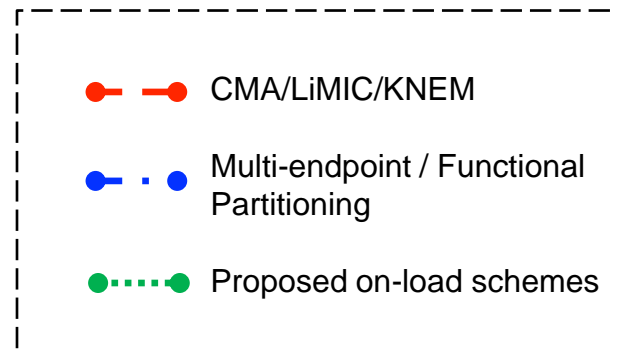 CMA/LiMIC/KNEM
Multi-endpoint / Functional
Partitioning
Proposed on-load schemes